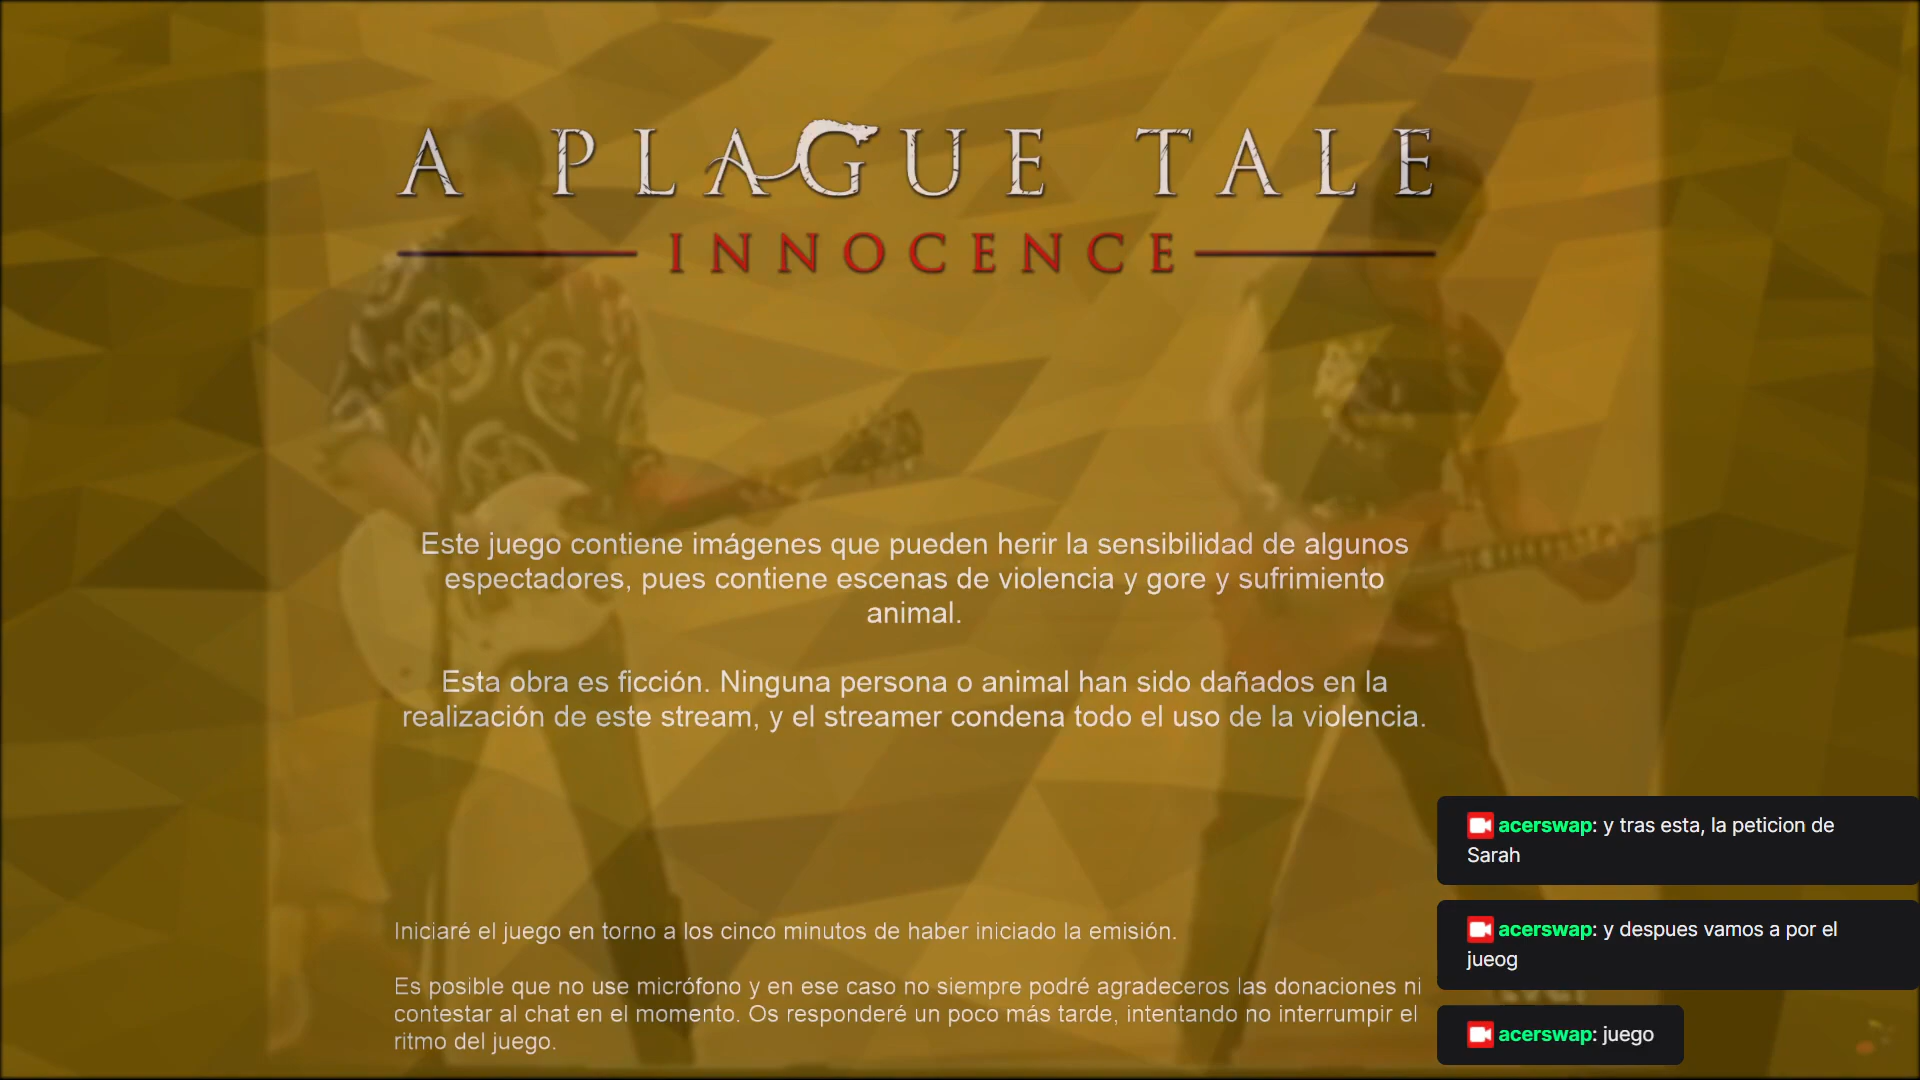 A PLAGUE TALE
INNOCENCE
Este juego contiene imágenes que pueden herir la sensibilidad de algunos
espectadores, pues contiene escenas de violencia y gore y sufrimiento
animal.
Esta obra es ficción. Ninguna persona o animal han sido dañados en la
realización de este stream, y el streamer condena todo el uso de la violencia.
Iniciaré el juego en torno a los cinco minutos de haber iniciado la emisión.
Es posible que no use micrófono y en ese caso no siempre podré agradeceros las donaciones ni
contestar al chat en el momento. Os responderé un poco más tarde, intentando no interrumpir el
ritmo del juego.
acerswap: y tras esta, la peticion de
Sarah
acerswap: y despues vamos a por el
jueog
acerswap: juego